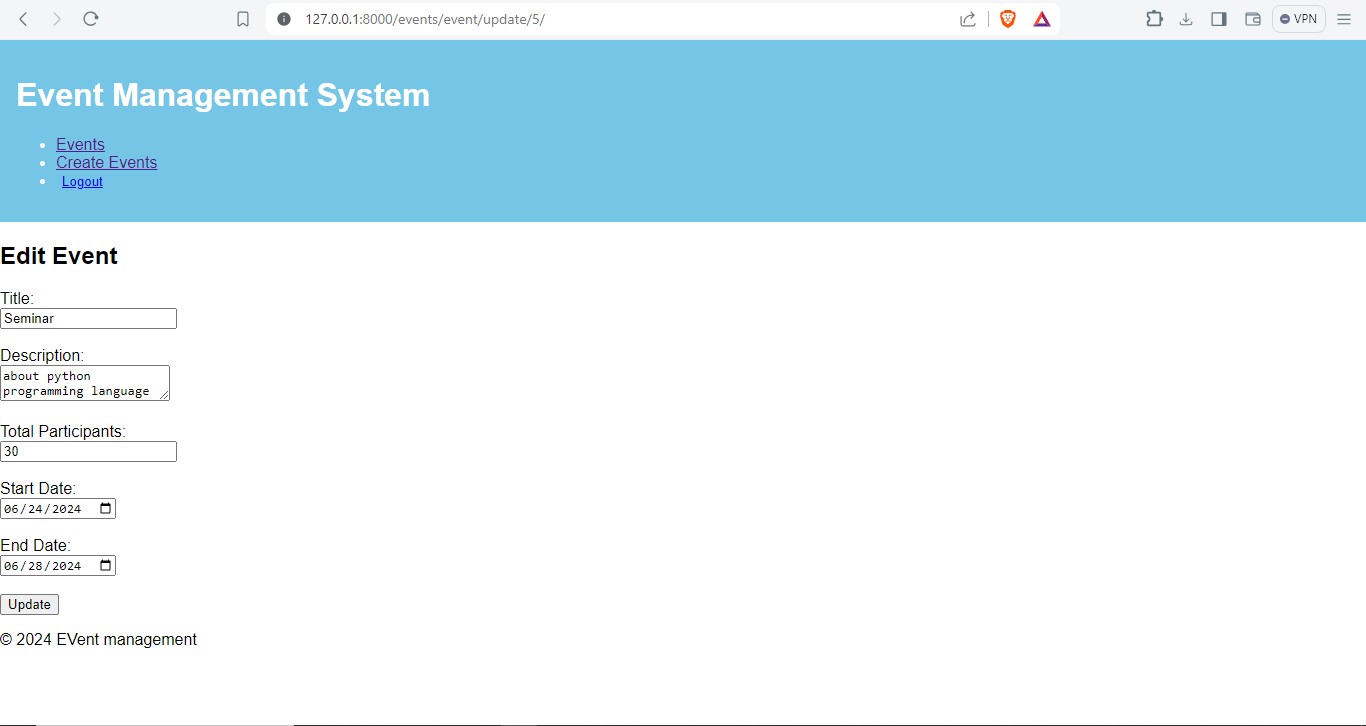 127.0.0.1:8000/events/event/update/5/
VPN
Event Management System
Events
Create Events
Logout
Edit Event
Title:
Seminar
Description:
about python
programming language
Total Participants:
30
Start Date:
06/24/2024
End Date:
06/28/2024
Update
© 2024 EVent management